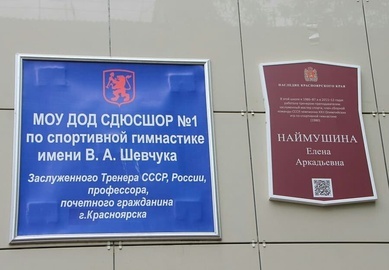 МОУ ДОД СДЮСШОР №1
по спортивной гимнастике
имени В. А. Шевчука
Заслуженного Тренера СССР, России,
профессора,
почетного гражданина
г.Красноярска
НАСЛЕДИЕ КРАСНОЯРСКОГО КРАЯ
НАЙМУШИНА
Елена
Аркадьевна